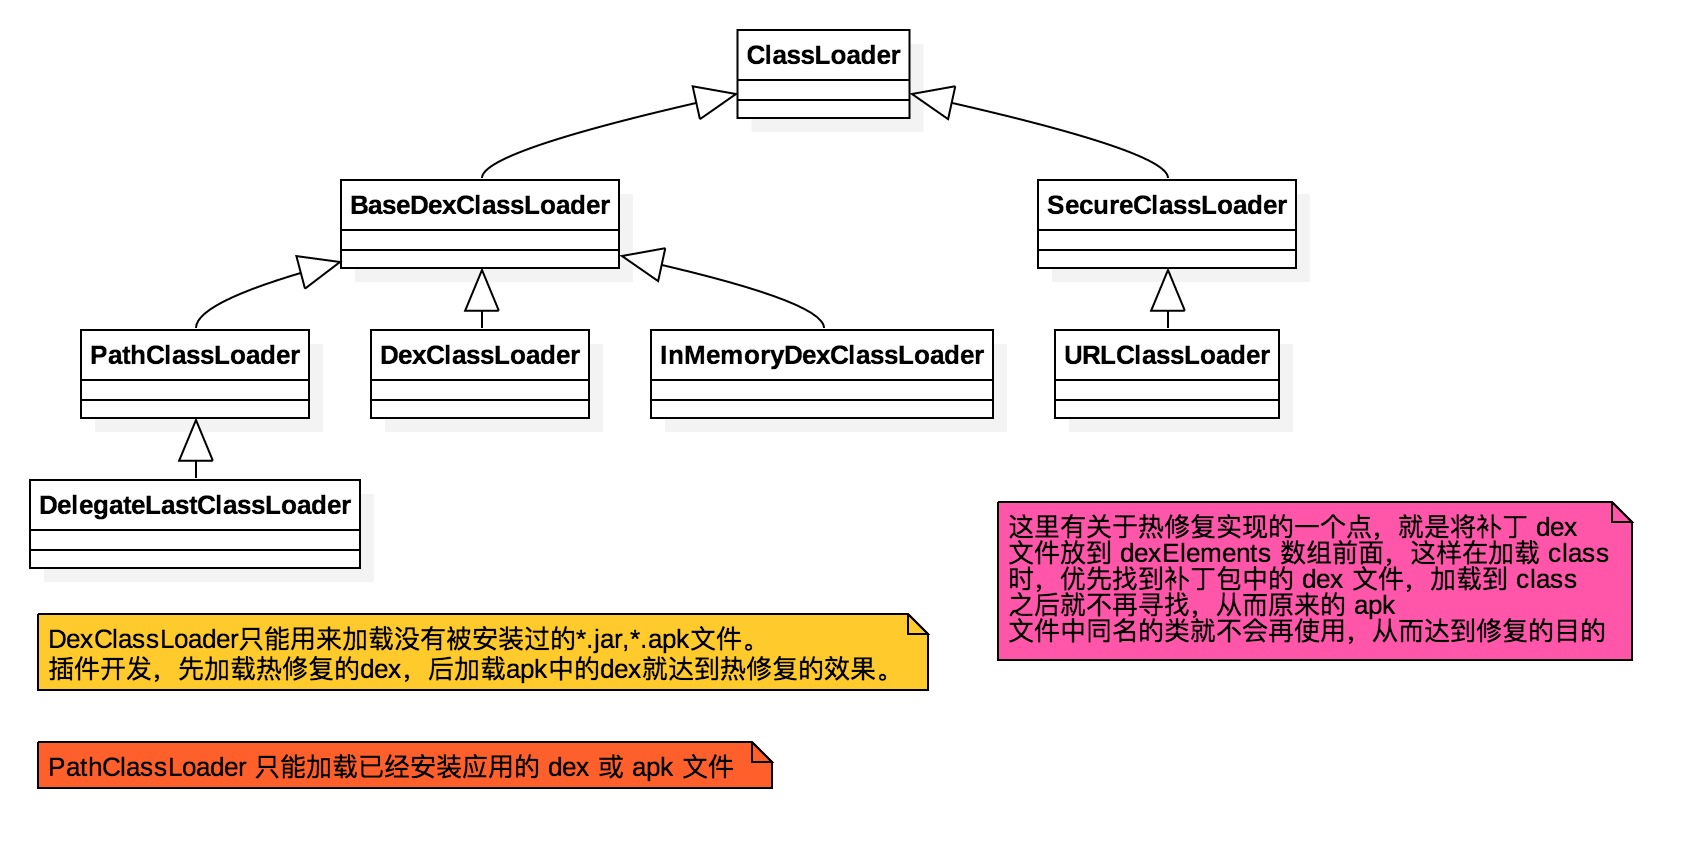 ClassLoader
BaseDexClassLoader
SecureClassLoader
PathClassLoader
DexClassLoader
InMemoryDexClassLoader
URLClassLoader
DelegateLastClassLoader
这里有关于热修复实现的一个点，就是将补丁 dex
文件放到 dexElements 数组前面，这样在加载 class
时，优先找到补丁包中的 dex 文件，加载到 class
之后就不再寻找，从而原来的 apk
文件中同名的类就不会再使用，从而达到修复的目的
DexClassLoader只能用来加载没有被安装过的*.jar,*.apk文件。
插件开发，先加载热修复的dex，后加载apk中的dex就达到热修复的效果。
PathClassLoader 只能加载已经安装应用的 dex 或 apk 文件